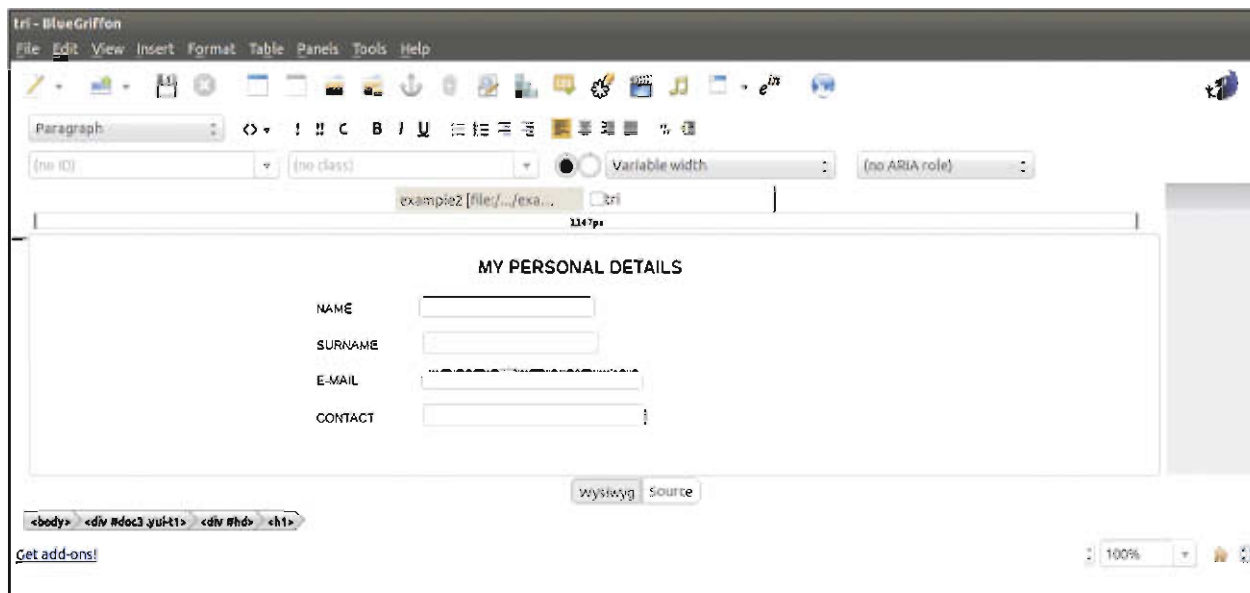 tri - BlueGriffon
File Edit View Insert Format Table Panels Tools Help
Paragraph ! !! C B I U
(no ID) (no class) Variable width (no ARIA role)
example2 [file:/.../exa... tri
1147px
MY PERSONAL DETAILS
NAME
SURNAME
E-MAIL
CONTACT
Wysiwyg Source
<body> <div #doc3 .yui-t1> <div #hd> <h1>
Get add-ons! 100%